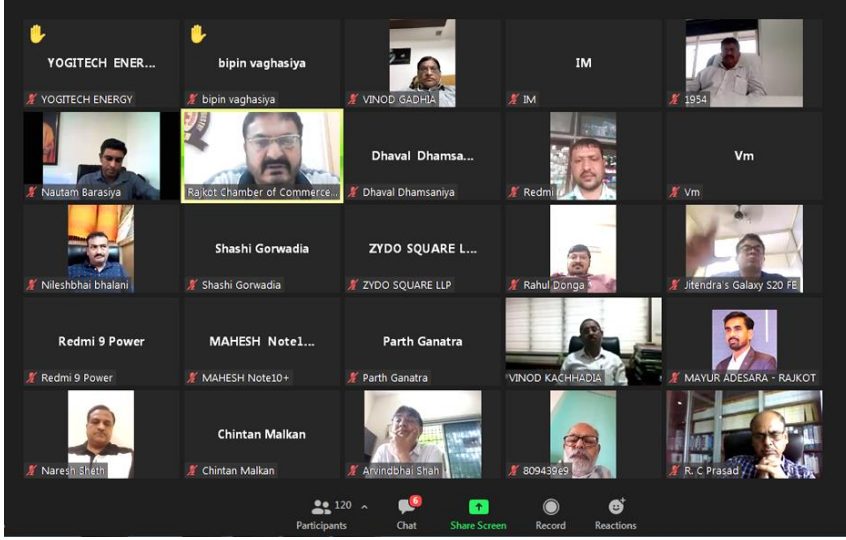 YOGITECH ENER...
YOGITECH ENERGY
bipin vaghasiya
bipin vaghasiya
VINOD GADHIA
IM
IM
1954
Nautam Barasiya
Rajkot Chamber of Commerce...
Dhaval Dhamsa...
Dhaval Dhamsaniya
Redmi
Vm
Vm
Nileshbhai bhalani
Shashi Gorwadia
Shashi Gorwadia
ZYDO SQUARE L...
ZYDO SQUARE LLP
Rahul Donga
Jitendra's Galaxy S20 FE
Redmi 9 Power
Redmi 9 Power
MAHESH Note1...
MAHESH Note10+
Parth Ganatra
Parth Ganatra
VINOD KACHHADIA
MAYUR ADESARA - RAJKOT
Naresh Sheth
Chintan Malkan
Chintan Malkan
Arvindbhai Shah
809439e9
R. C Prasad
120
6
Participants
Chat
Share Screen
Record
Reactions